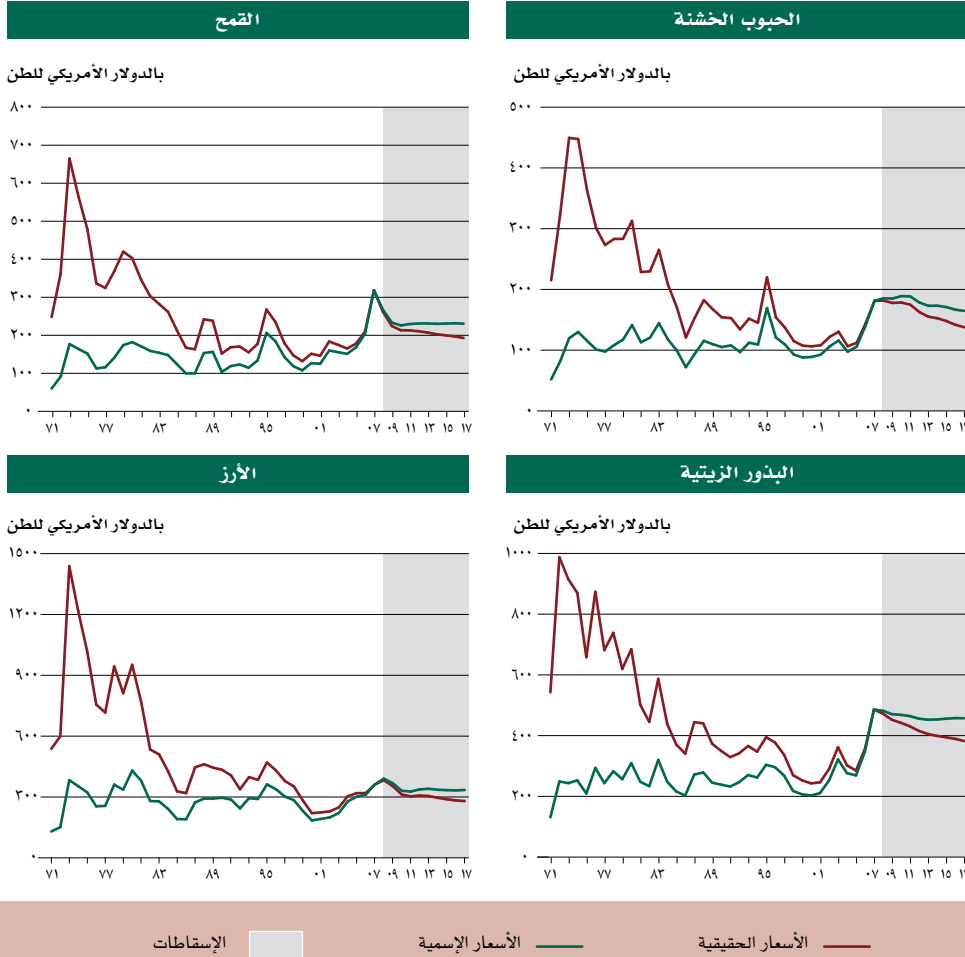 الحبوب الخشنة
بالدولار الأمريكي للطن
٥٠٠
٤٠٠
٣٠٠
٢٠٠
١٠٠
٠
٧١ ٧٧ ٨٣ ٨٩ ٩٥ ٠١ ٠٧ ٠٩ ١١ ١٣ ١٥
القمح
بالدولار الأمريكي للطن
٨٠٠
٧٠٠
٦٠٠
٥٠٠
٤٠٠
٣٠٠
٢٠٠
١٠٠
٠
٧١ ٧٧ ٨٣ ٨٩ ٩٥ ٠١ ٠٧ ٠٩ ١١ ١٣ ١٥ ١٧
البذور الزيتية
بالدولار الأمريكي للطن
١٠٠٠
٨٠٠
٦٠٠
٤٠٠
٢٠٠
٠
٧١ ٧٧ ٨٣ ٨٩ ٩٥ ٠١ ٠٧ ٠٩ ١١ ١٣ ١٥
الأرز
بالدولار الأمريكي للطن
١٥٠٠
١٢٠٠
٩٠٠
٦٠٠
٣٠٠
٠
٧١ ٧٧ ٨٣ ٨٩ ٩٥ ٠١ ٠٧ ٠٩ ١١ ١٣ ١٥ ١٧
الأسعار الحقيقية الأسعار الإسمية الإسقاطات